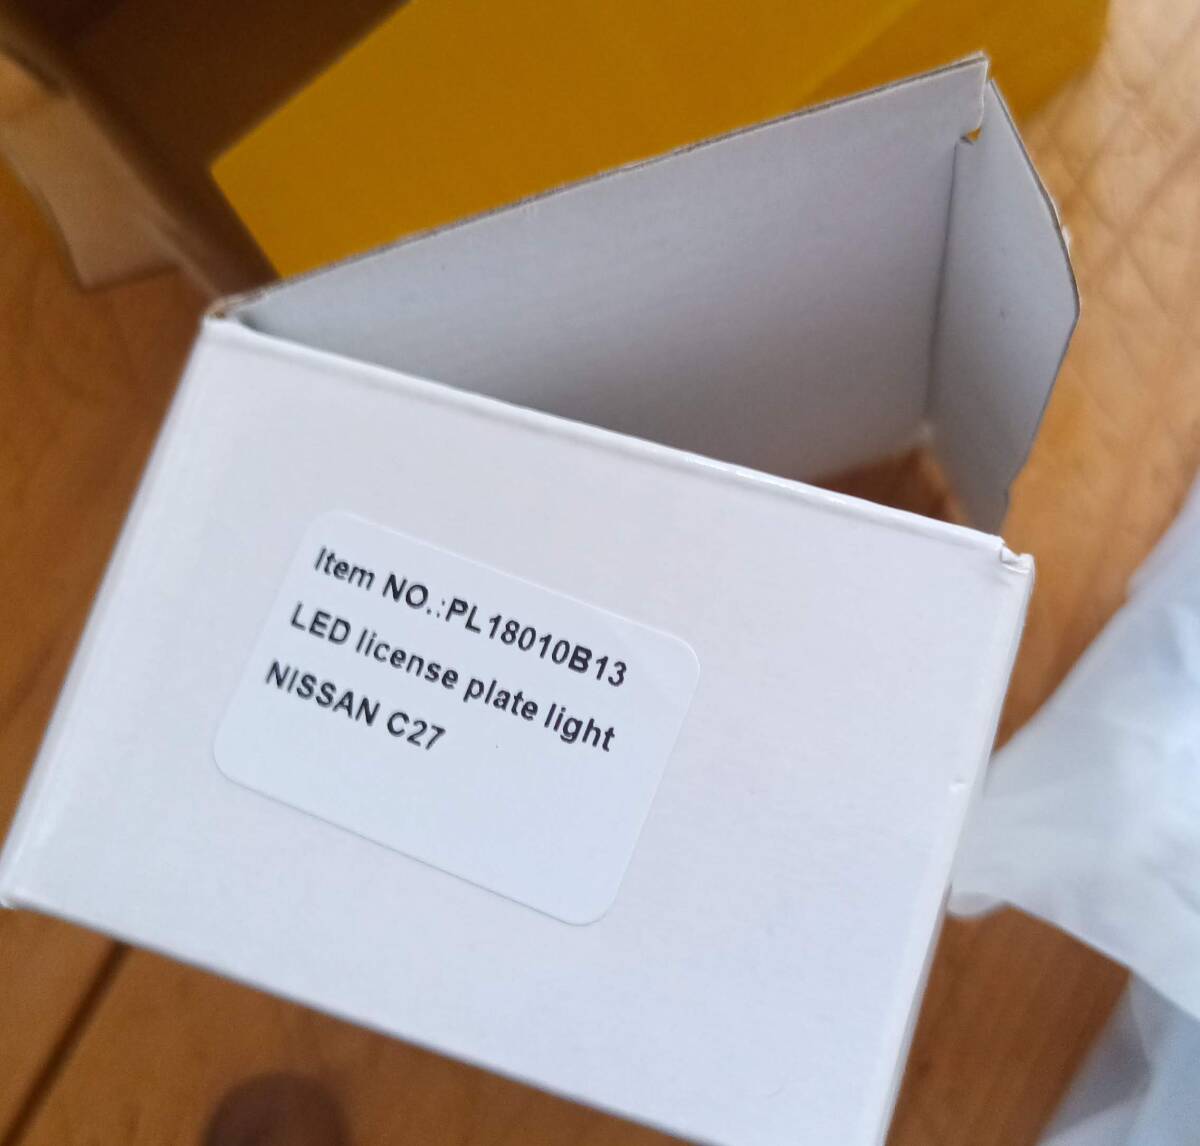 Item NO.:PL18010B13
LED license plate light
NISSAN C27